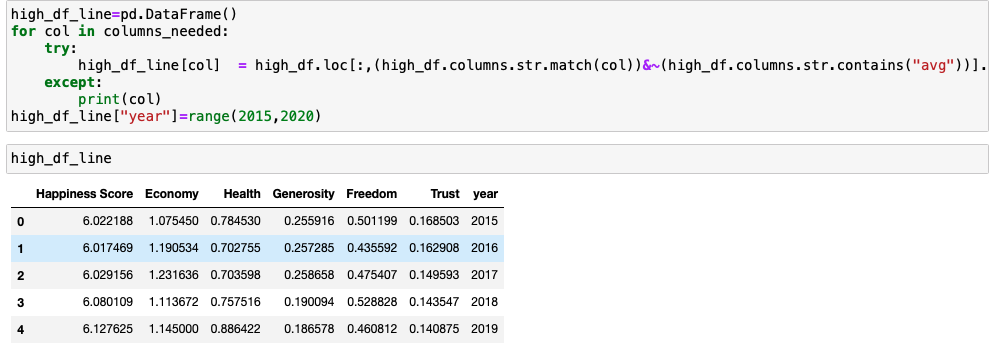 high_df_line=pd.DataFrame()
for col in columns_needed:
    try:
        high_df_line[col]  = high_df.loc[:,(high_df.columns.str.match(col))&~(high_df.columns.str.contains("avg"))].
    except:
        print(col)
high_df_line["year"]=range(2015,2020)
high_df_line
Happiness Score Economy Health Generosity Freedom Trust year
0 6.022188 1.075450 0.784530 0.255916 0.501199 0.168503 2015
1 6.017469 1.190534 0.702755 0.257285 0.435592 0.162908 2016
2 6.029156 1.231636 0.703598 0.258658 0.475407 0.149593 2017
3 6.080109 1.113672 0.757516 0.190094 0.528828 0.143547 2018
4 6.127625 1.145000 0.886422 0.186578 0.460812 0.140875 2019